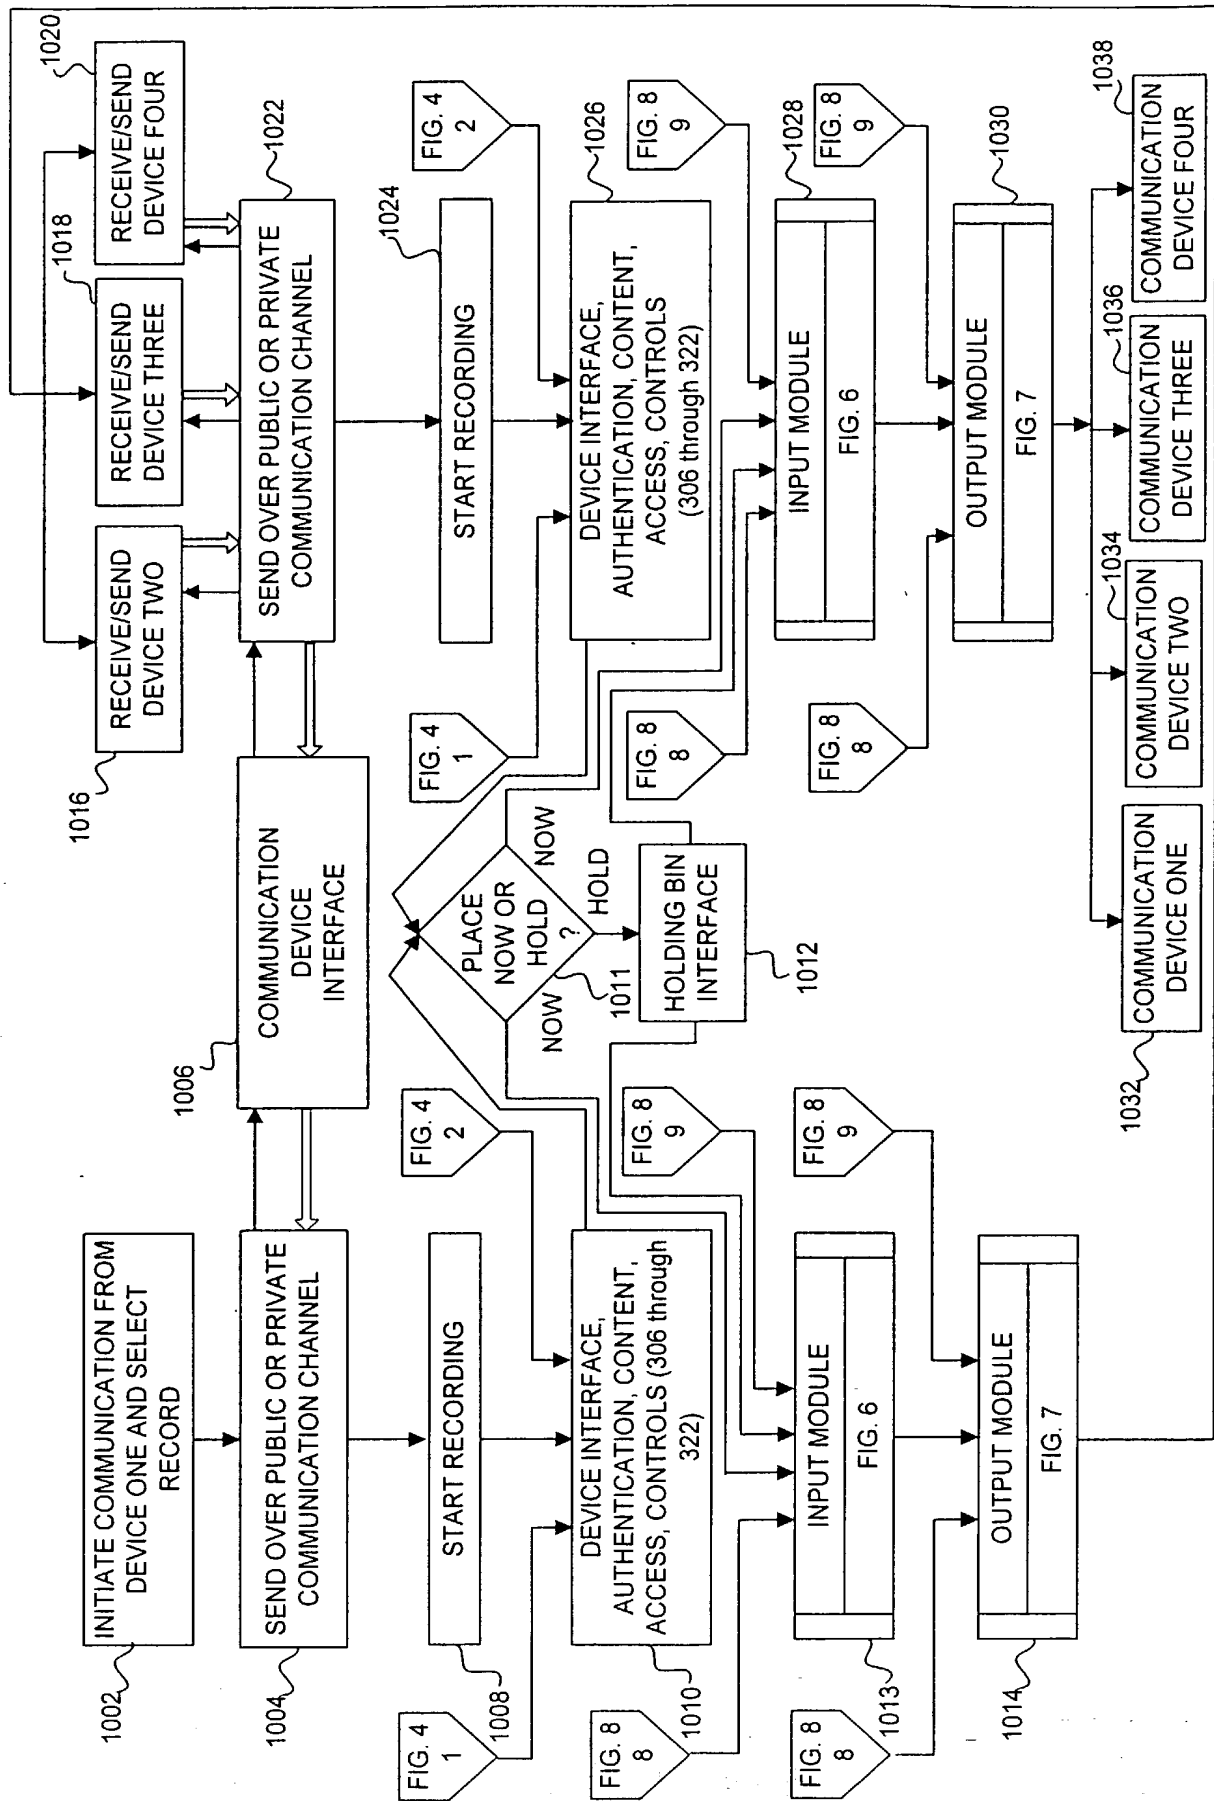 1002
INITIATE COMMUNICATION FROM
DEVICE ONE AND SELECT
RECORD
1004
SEND OVER PUBLIC OR PRIVATE
COMMUNICATION CHANNEL
1006
COMMUNICATION
DEVICE
INTERFACE
1016
RECEIVE/SEND
DEVICE TWO
1018
RECEIVE/SEND
DEVICE THREE
1020
RECEIVE/SEND
DEVICE FOUR
1022
SEND OVER PUBLIC OR PRIVATE
COMMUNICATION CHANNEL
FIG. 4
1
1008
START RECORDING
FIG. 4
2
FIG. 4
1
1024
START RECORDING
FIG. 4
2
1010
DEVICE INTERFACE,
AUTHENTICATION, CONTENT,
ACCESS, CONTROLS (306 through
322)
PLACE
NOW OR
HOLD
?
1011
NOW
NOW
HOLD
1026
DEVICE INTERFACE,
AUTHENTICATION, CONTENT,
ACCESS, CONTROLS
(306 through 322)
FIG. 8
8
FIG. 8
9
HOLDING BIN
INTERFACE
1012
FIG. 8
8
FIG. 8
9
1013
INPUT MODULE
FIG. 6
1028
INPUT MODULE
FIG. 6
FIG. 8
8
FIG. 8
9
FIG. 8
8
FIG. 8
9
1014
OUTPUT MODULE
FIG. 7
1030
OUTPUT MODULE
FIG. 7
1032
COMMUNICATION
DEVICE ONE
1034
COMMUNICATION
DEVICE TWO
1036
COMMUNICATION
DEVICE THREE
1038
COMMUNICATION
DEVICE FOUR